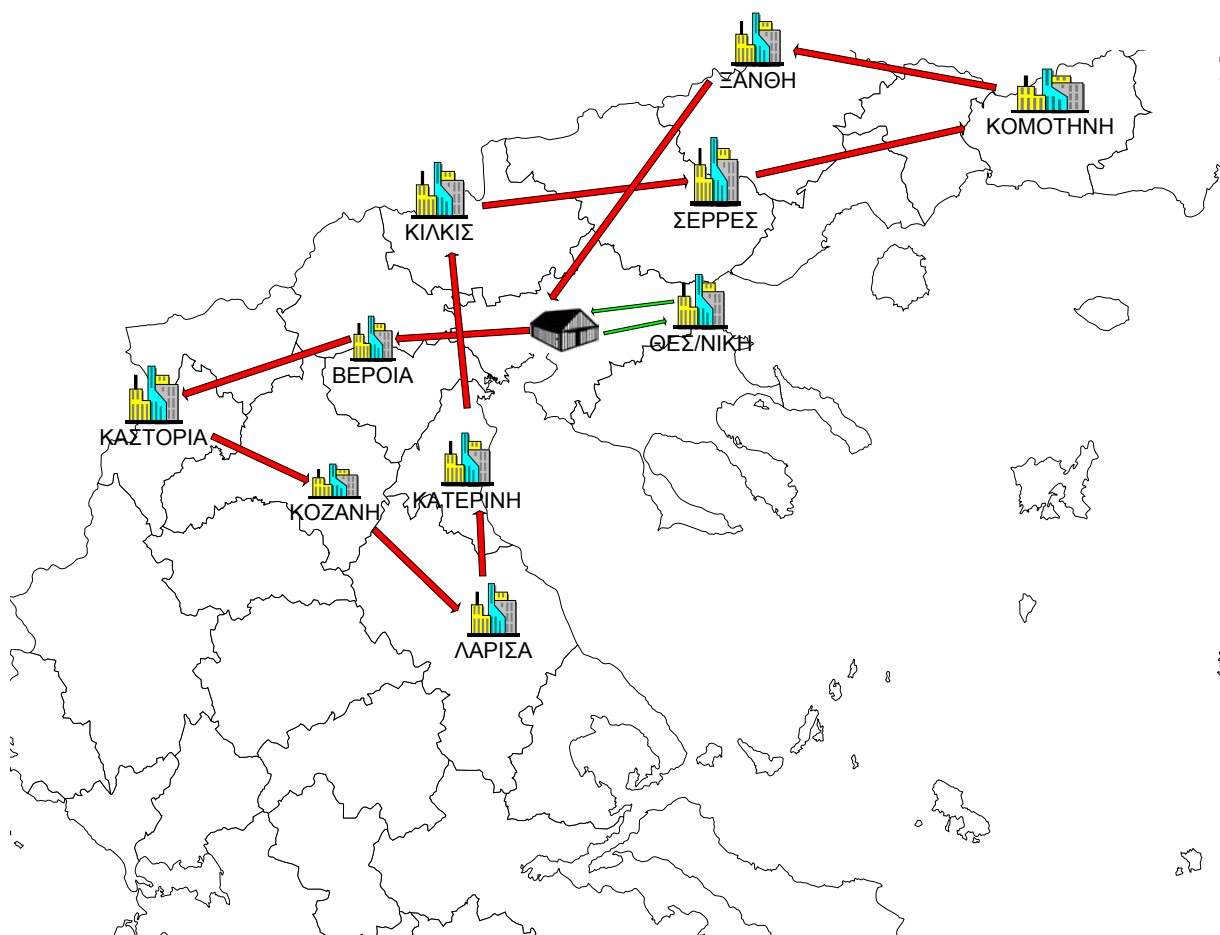 ΞΑΝΘΗ
ΚΟΜΟΤΗΝΗ
ΣΕΡΡΕΣ
ΚΙΛΚΙΣ
ΘΕΣ/ΝΙΚΗ
ΒΕΡΟΙΑ
ΚΑΣΤΟΡΙΑ
ΚΑΤΕΡΙΝΗ
ΚΟΖΑΝΗ
ΛΑΡΙΣΑ